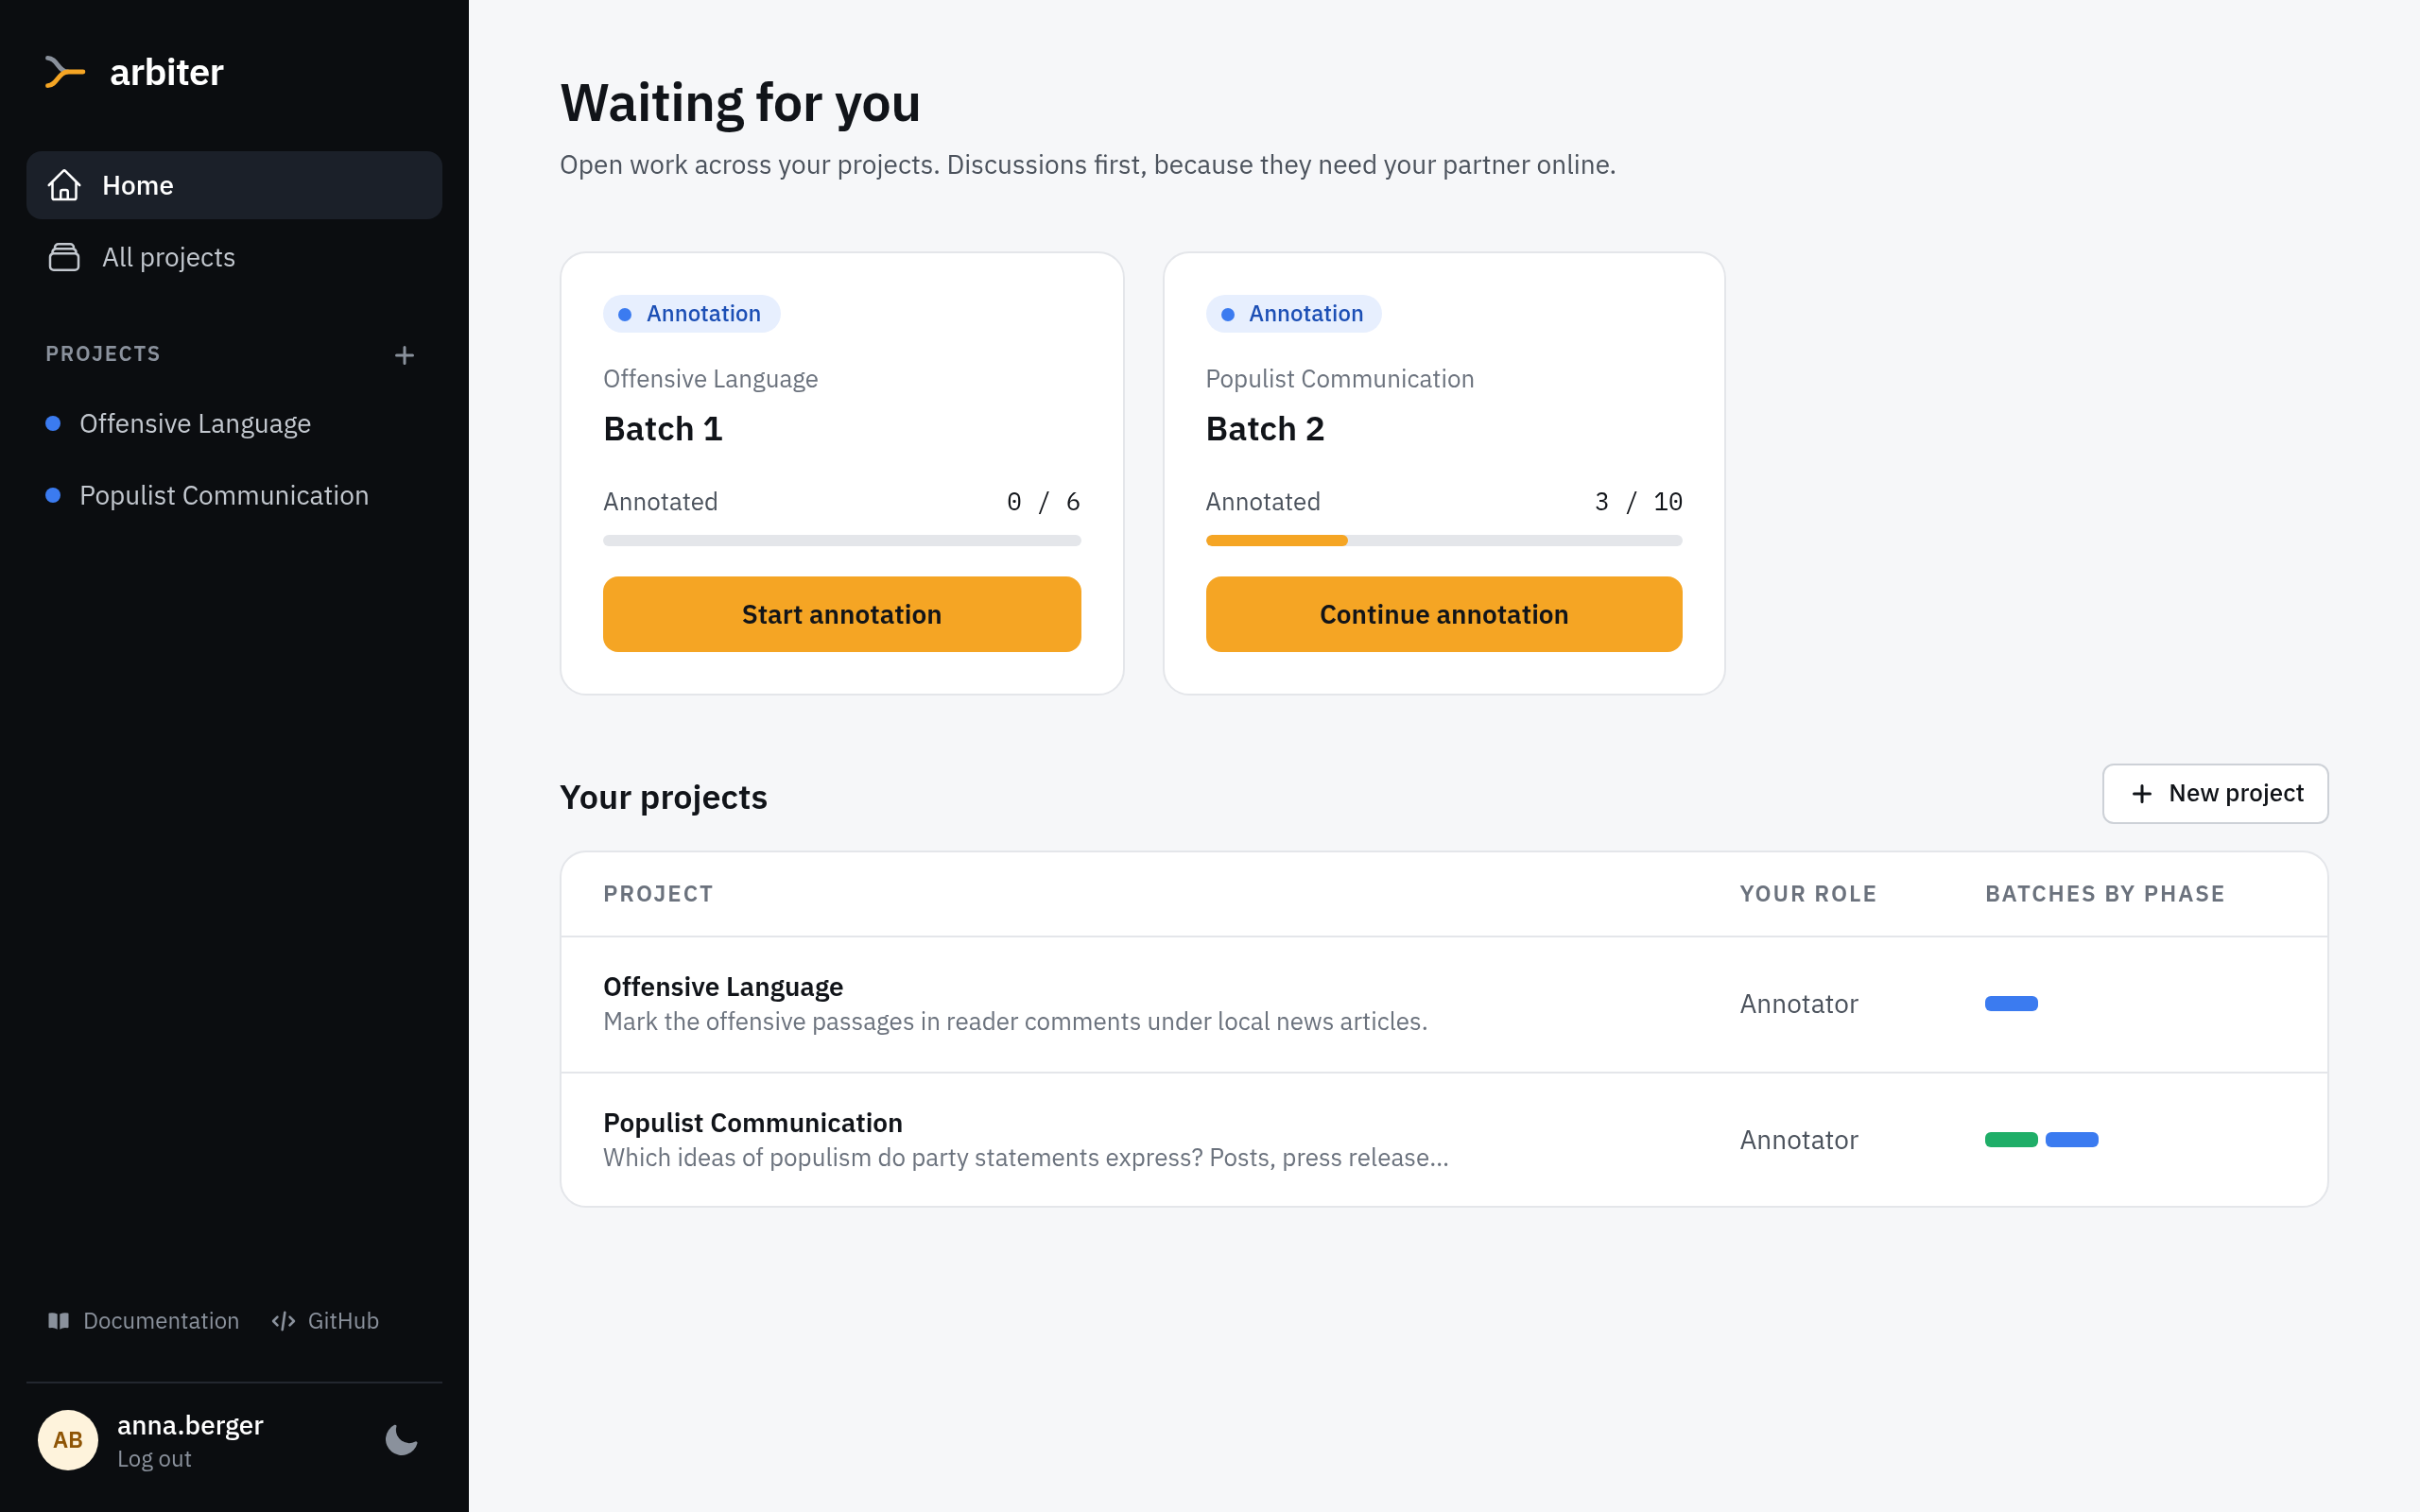 arbiter
Home
All projects
PROJECTS
Offensive Language
Populist Communication
Documentation
GitHub
AB
anna.berger
Log out
Waiting for you
Open work across your projects. Discussions first, because they need your partner online.
Annotation
Offensive Language
Batch 1
Annotated 0 / 6
Start annotation
Annotation
Populist Communication
Batch 2
Annotated 3 / 10
Continue annotation
Your projects
New project
PROJECT YOUR ROLE BATCHES BY PHASE
Offensive Language
Mark the offensive passages in reader comments under local news articles.
Annotator
Populist Communication
Which ideas of populism do party statements express? Posts, press release...
Annotator